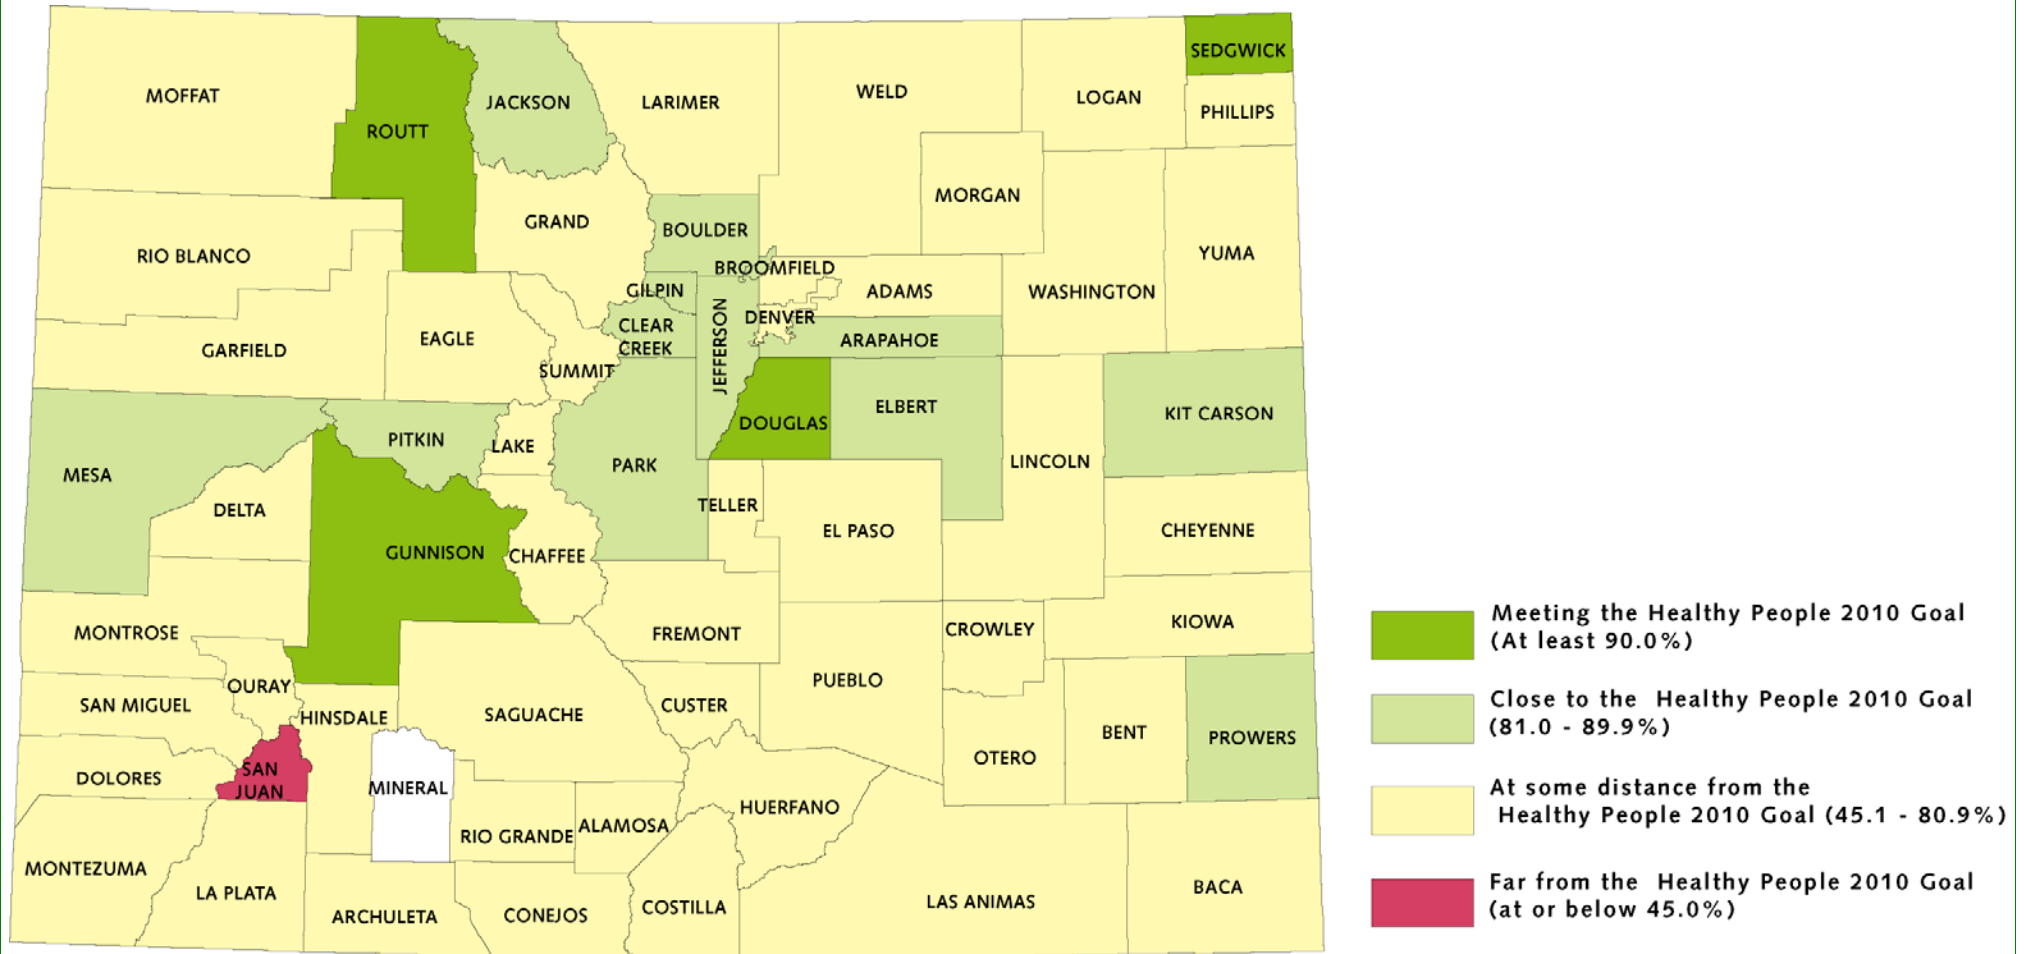 MOFFAT
ROUTT
JACKSON
LARIMER
WELD
LOGAN
SEDGWICK
PHILLIPS
MORGAN
RIO BLANCO
GRAND
BOULDER
BROOMFIELD
YUMA
GILPIN
ADAMS
WASHINGTON
CLEAR
CREEK
JEFFERSON
DENVER
ARAPAHOE
GARFIELD
EAGLE
SUMMIT
DOUGLAS
ELBERT
KIT CARSON
MESA
PITKIN
LAKE
PARK
LINCOLN
DELTA
TELLER
GUNNISON
CHAFFEE
EL PASO
CHEYENNE
MONTROSE
FREMONT
CROWLEY
KIOWA
OURAY
SAN MIGUEL
HINSDALE
SAGUACHE
CUSTER
PUEBLO
OTERO
BENT
PROWERS
DOLORES
SAN
JUAN
MINERAL
RIO GRANDE
ALAMOSA
HUERFANO
MONTEZUMA
LA PLATA
ARCHULETA
CONEJOS
COSTILLA
LAS ANIMAS
BACA
Meeting the Healthy People 2010 Goal
(At least 90.0%)
Close to the Healthy People 2010 Goal
(81.0 - 89.9%)
At some distance from the
Healthy People 2010 Goal (45.1 - 80.9%)
Far from the Healthy People 2010 Goal
(at or below 45.0%)